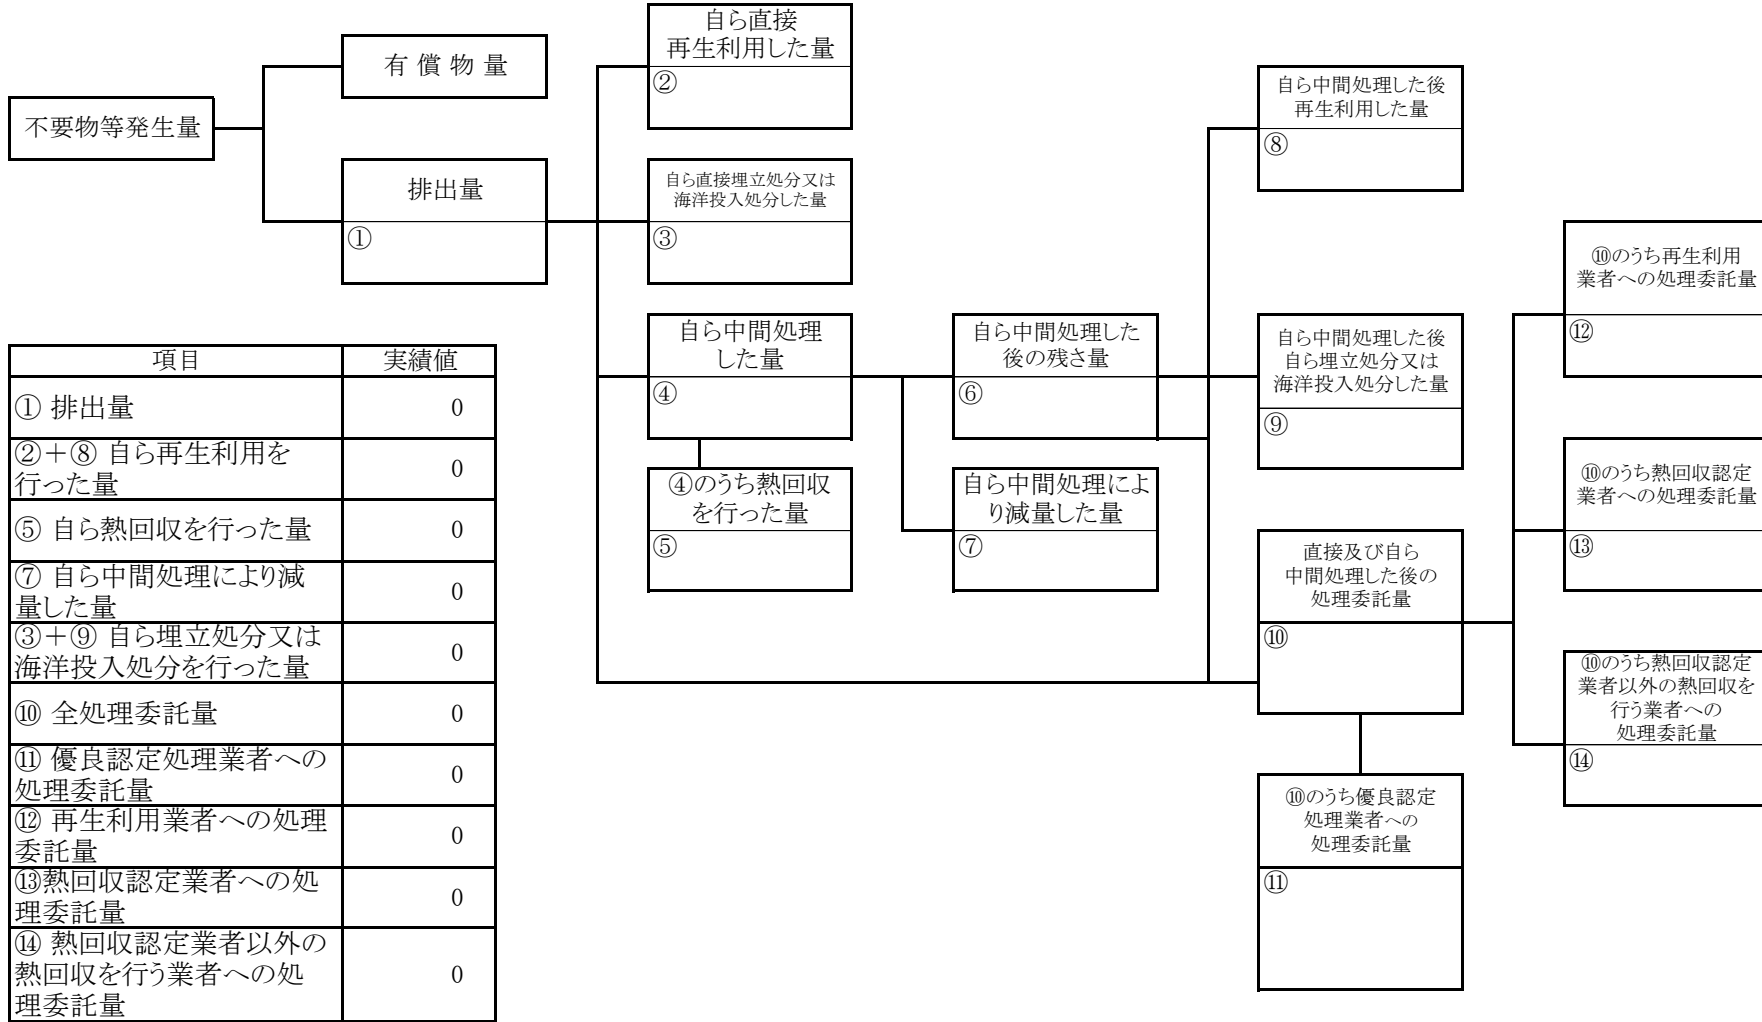 自ら直接
再生利用した量
②
有 償 物 量
不要物等発生量
排出量
①
自ら直接埋立処分又は
海洋投入処分した量
③
自ら中間処理した後
再生利用した量
⑧
自ら中間処理
した量
④
自ら中間処理した
後の残さ量
⑥
自ら中間処理した後
自ら埋立処分又は
海洋投入処分した量
⑨
⑩のうち再生利用
業者への処理委託量
⑫
④のうち熱回収
を行った量
⑤
自ら中間処理によ
り減量した量
⑦
直接及び自ら
中間処理した後の
処理委託量
⑩
⑩のうち熱回収認定
業者への処理委託量
⑬
⑩のうち熱回収認定
業者以外の熱回収を
行う業者への
処理委託量
⑭
⑩のうち優良認定
処理業者への
処理委託量
⑪
項目 実績値
① 排出量 0
②＋⑧ 自ら再生利用を
行った量 0
⑤ 自ら熱回収を行った量 0
⑦ 自ら中間処理により減
量した量 0
③＋⑨ 自ら埋立処分又は
海洋投入処分を行った量 0
⑩ 全処理委託量 0
⑪ 優良認定処理業者への
処理委託量 0
⑫ 再生利用業者への処理
委託量 0
⑬熱回収認定業者への処
理委託量 0
⑭ 熱回収認定業者以外の
熱回収を行う業者への処
理委託量 0